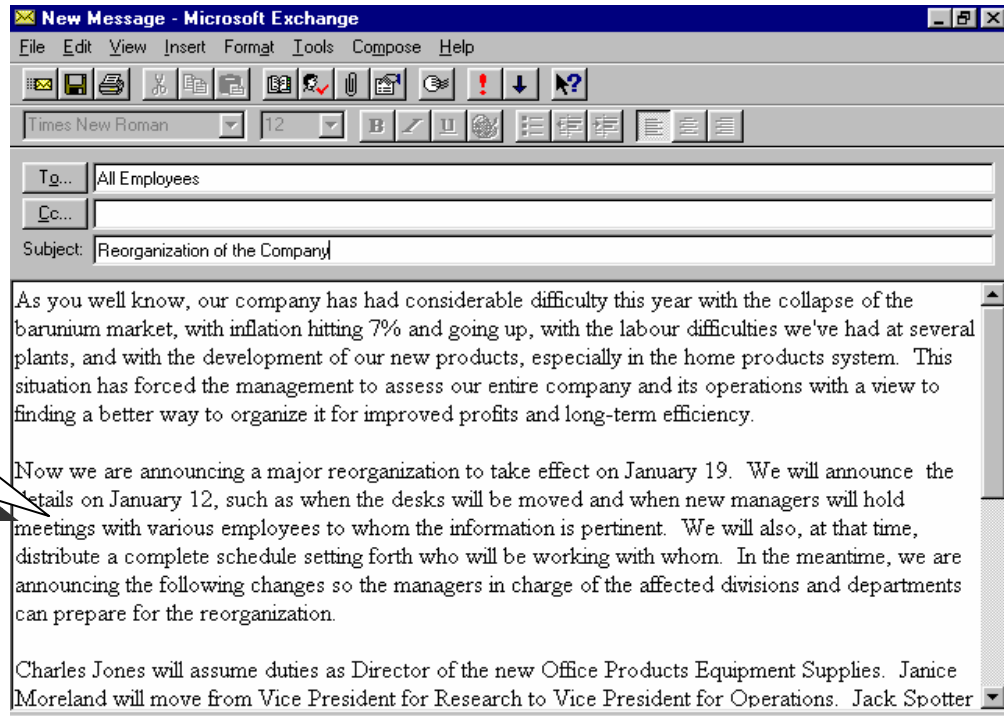 New Message - Microsoft Exchange
File Edit View Insert Format Tools Compose Help
Times New Roman 12 B I U
To... All Employees
Cc...
Subject: Reorganization of the Company
As you well know, our company has had considerable difficulty this year with the collapse of the
barunium market, with inflation hitting 7% and going up, with the labour difficulties we've had at several
plants, and with the development of our new products, especially in the home products system. This
situation has forced the management to assess our entire company and its operations with a view to
finding a better way to organize it for improved profits and long-term efficiency.
Now we are announcing a major reorganization to take effect on January 19. We will announce the
details on January 12, such as when the desks will be moved and when new managers will hold
meetings with various employees to whom the information is pertinent. We will also, at that time,
distribute a complete schedule setting forth who will be working with whom. In the meantime, we are
announcing the following changes so the managers in charge of the affected divisions and departments
can prepare for the reorganization.
Charles Jones will assume duties as Director of the new Office Products Equipment Supplies. Janice
Moreland will move from Vice President for Research to Vice President for Operations. Jack Spotter